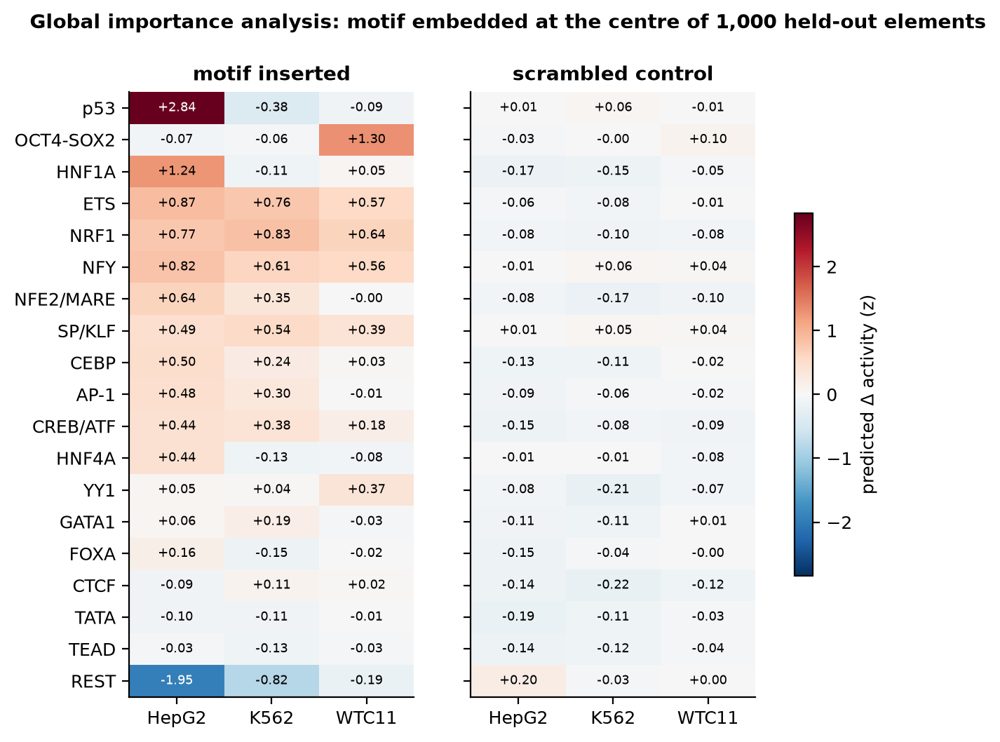 Global importance analysis: motif embedded at the centre of 1,000 held-out elements
motif inserted
scrambled control
p53 +2.84 -0.38 -0.09 +0.01 +0.06 -0.01
OCT4-SOX2 -0.07 -0.06 +1.30 -0.03 -0.00 +0.10
HNF1A +1.24 -0.11 +0.05 -0.17 -0.15 -0.05
ETS +0.87 +0.76 +0.57 -0.06 -0.08 -0.01
NRF1 +0.77 +0.83 +0.64 -0.08 -0.10 -0.08
NFY +0.82 +0.61 +0.56 -0.01 +0.06 +0.04
NFE2/MARE +0.64 +0.35 -0.00 -0.08 -0.17 -0.10
SP/KLF +0.49 +0.54 +0.39 +0.01 +0.05 +0.04
CEBP +0.50 +0.24 +0.03 -0.13 -0.11 -0.02
AP-1 +0.48 +0.30 -0.01 -0.09 -0.06 -0.02
CREB/ATF +0.44 +0.38 +0.18 -0.15 -0.08 -0.09
HNF4A +0.44 -0.13 -0.08 -0.01 -0.01 -0.08
YY1 +0.05 +0.04 +0.37 -0.08 -0.21 -0.07
GATA1 +0.06 +0.19 -0.03 -0.11 -0.11 +0.01
FOXA +0.16 -0.15 -0.02 -0.15 -0.04 -0.00
CTCF -0.09 +0.11 +0.02 -0.14 -0.22 -0.12
TATA -0.10 -0.11 -0.01 -0.19 -0.11 -0.03
TEAD -0.03 -0.13 -0.03 -0.14 -0.12 -0.04
REST -1.95 -0.82 -0.19 +0.20 -0.03 +0.00
HepG2 K562 WTC11
HepG2 K562 WTC11
2
1
0
−1
−2
predicted Δ activity (z)